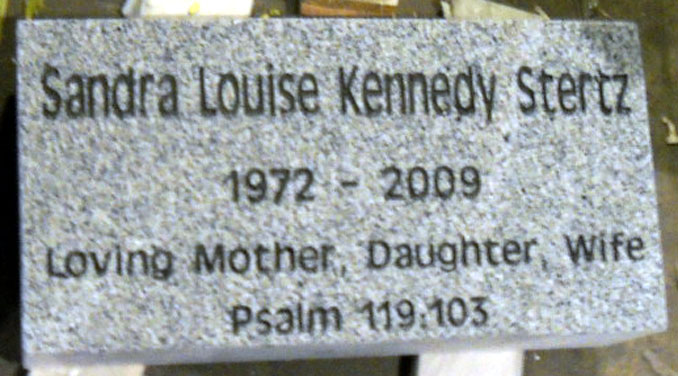 Sandra Louise Kennedy Stertz
1972 - 2009
Loving Mother, Daughter, Wife
Psalm 119:103